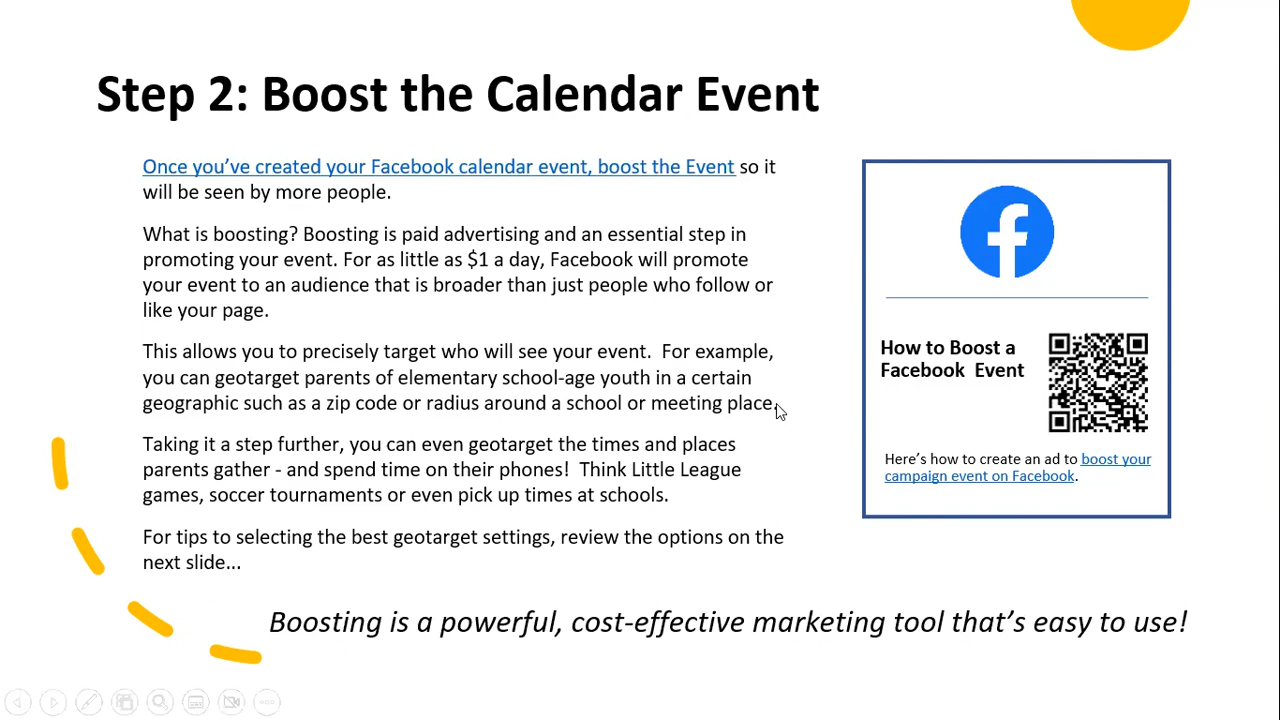 Step 2: Boost the Calendar Event
Once you’ve created your Facebook calendar event, boost the Event so it
will be seen by more people.
What is boosting? Boosting is paid advertising and an essential step in
promoting your event. For as little as $1 a day, Facebook will promote
your event to an audience that is broader than just people who follow or
like your page.
This allows you to precisely target who will see your event.  For example,
you can geotarget parents of elementary school-age youth in a certain
geographic such as a zip code or radius around a school or meeting place.
Taking it a step further, you can even geotarget the times and places
parents gather - and spend time on their phones!  Think Little League
games, soccer tournaments or even pick up times at schools.
For tips to selecting the best geotarget settings, review the options on the
next slide...
How to Boost a
Facebook  Event
Here’s how to create an ad to boost your
campaign event on Facebook.
Boosting is a powerful, cost-effective marketing tool that’s easy to use!